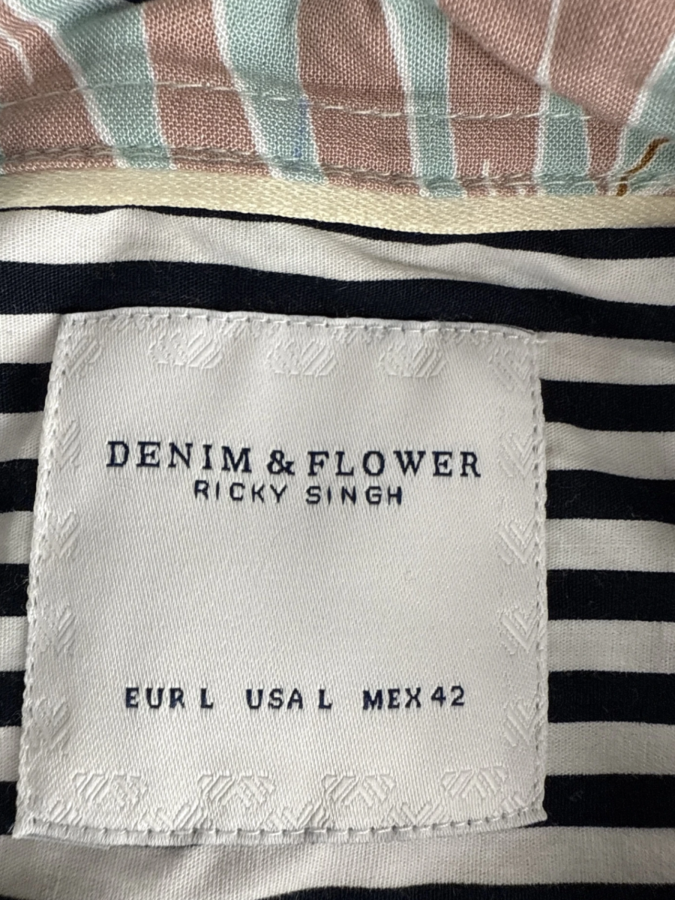 DENIM & FLOWER
RICKY SINGH
EUR L USA L MEX 42